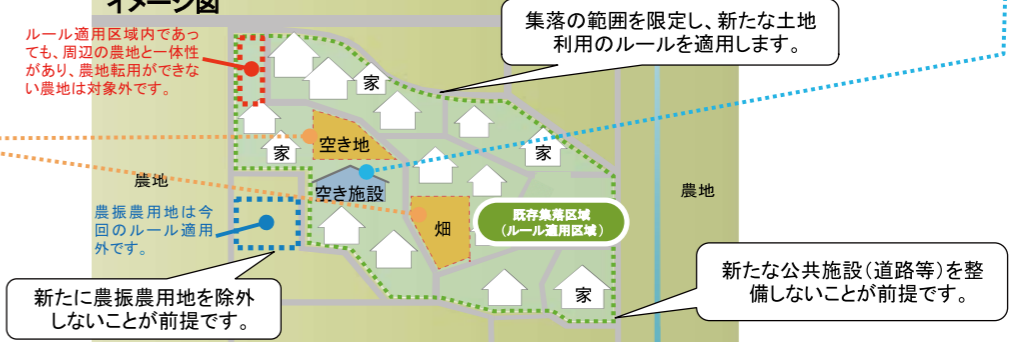 イメージ図
ルール適用区域内であっ
ても、周辺の農地と一体性
があり、農地転用ができな
い農地は対象外です。
集落の範囲を限定し、新たな土地
利用のルールを適用します。
家
家
空き地
家
農地
空き施設
農地
農振農用地は今
回のルール適用
外です。
畑
既存集落区域
（ルール適用区域）
新たに農振農用地を除外
しないことが前提です。
家
新たな公共施設（道路等）を整
備しないことが前提です。